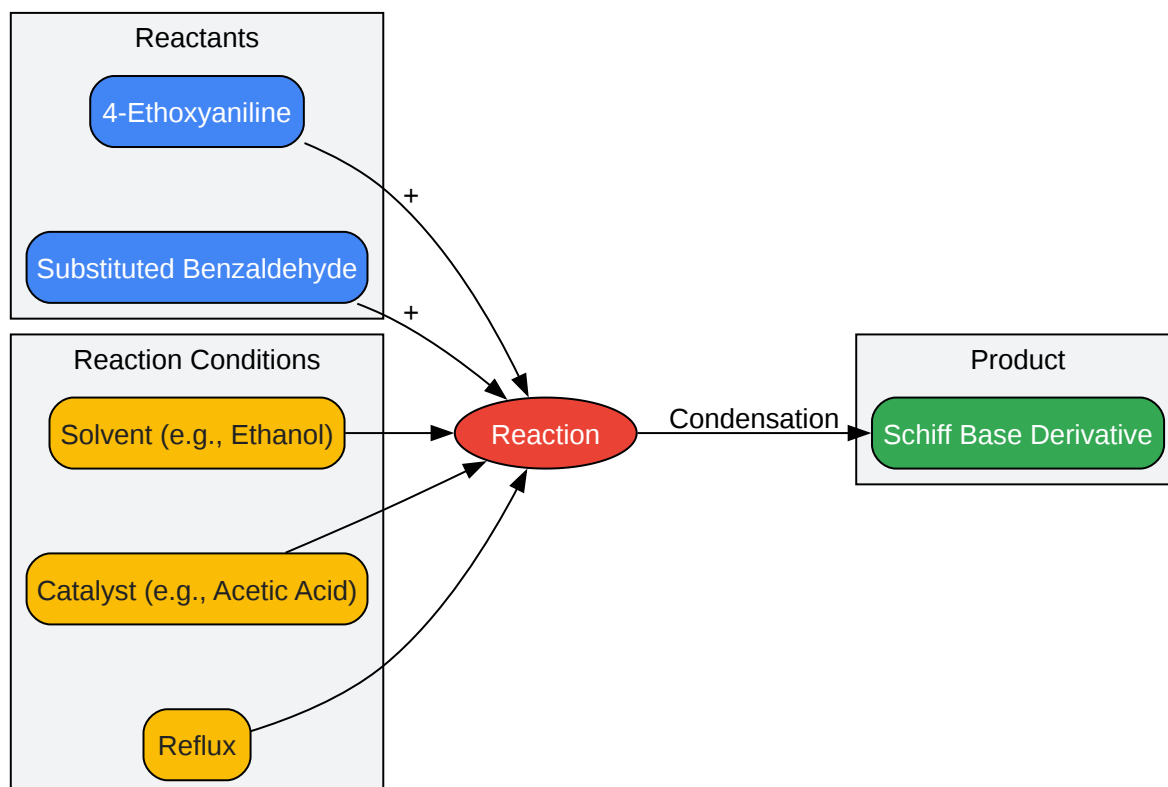 Reactants
4-Ethoxyaniline
+
Substituted Benzaldehyde
+
Reaction Conditions
Solvent (e.g., Ethanol)
Catalyst (e.g., Acetic Acid)
Reflux
Reaction
Condensation
Product
Schiff Base Derivative